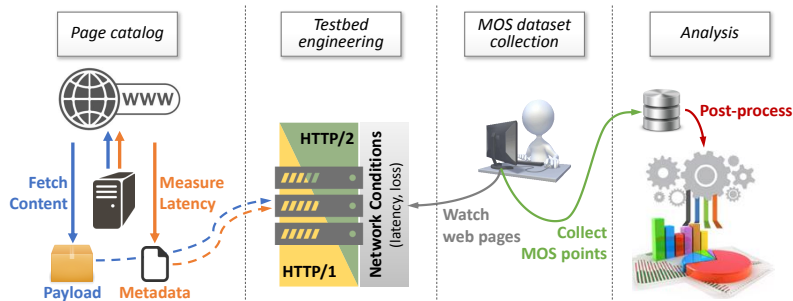 Page catalog
Testbed
engineering
MOS dataset
collection
Analysis
WWW
Fetch
Content
Measure
Latency
Payload
Metadata
HTTP/2
HTTP/1
Network Conditions
(latency, loss)
Watch
web pages
Collect
MOS points
Post-process